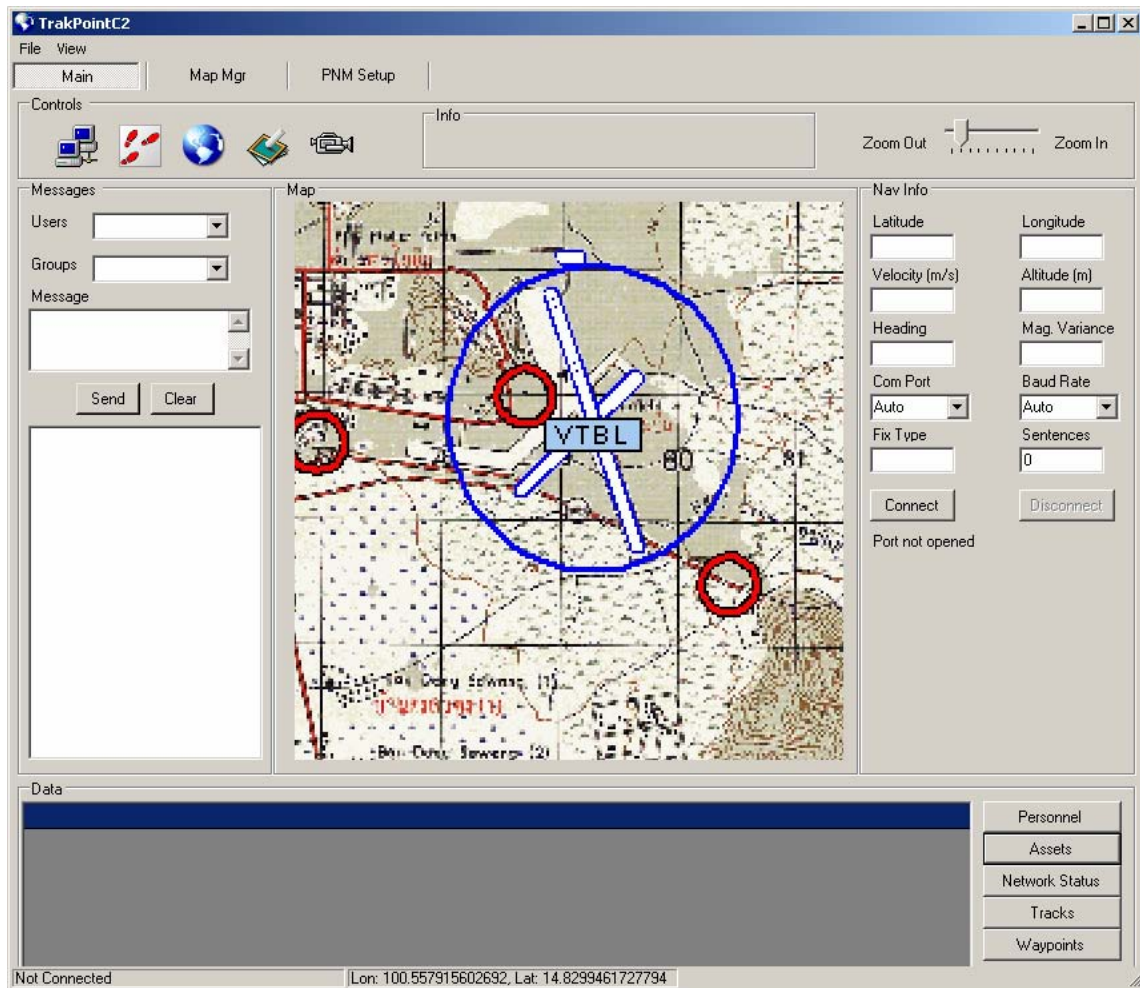 TrakPointC2
File View
Main Map Mgr PNM Setup
Controls
Info
Zoom Out Zoom In
Messages
Users
Groups
Message
Send Clear
Map
VTBL
80 81
Nav Info
Latitude Longitude
Velocity (m/s) Altitude (m)
Heading Mag. Variance
Com Port Baud Rate
Auto Auto
Fix Type Sentences
0
Connect Disconnect
Port not opened
Data
Personnel
Assets
Network Status
Tracks
Waypoints
Not Connected Lon: 100.557915602692, Lat: 14.8299461727794